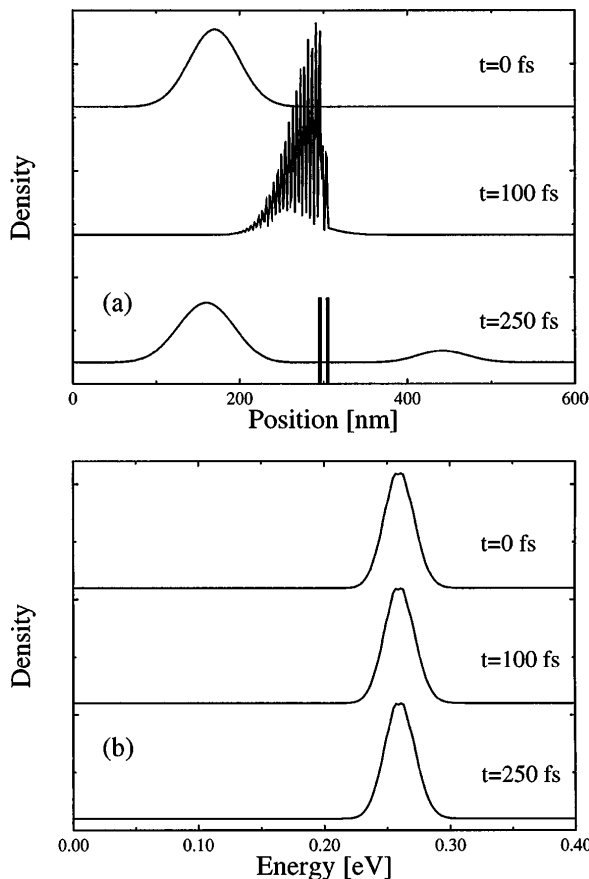 t=0 fs
t=100 fs
t=250 fs
(a)
Density
0
200
400
600
Position [nm]
t=0 fs
t=100 fs
t=250 fs
(b)
Density
0.00
0.10
0.20
0.30
0.40
Energy [eV]